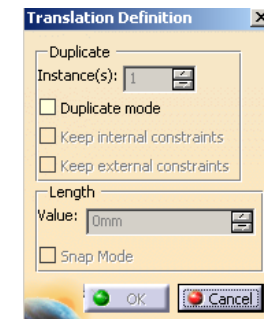 Translation Definition
Duplicate
Instance(s): 1
Duplicate mode
Keep internal constraints
Keep external constraints
Length
Value: 0mm
Snap Mode
OK Cancel